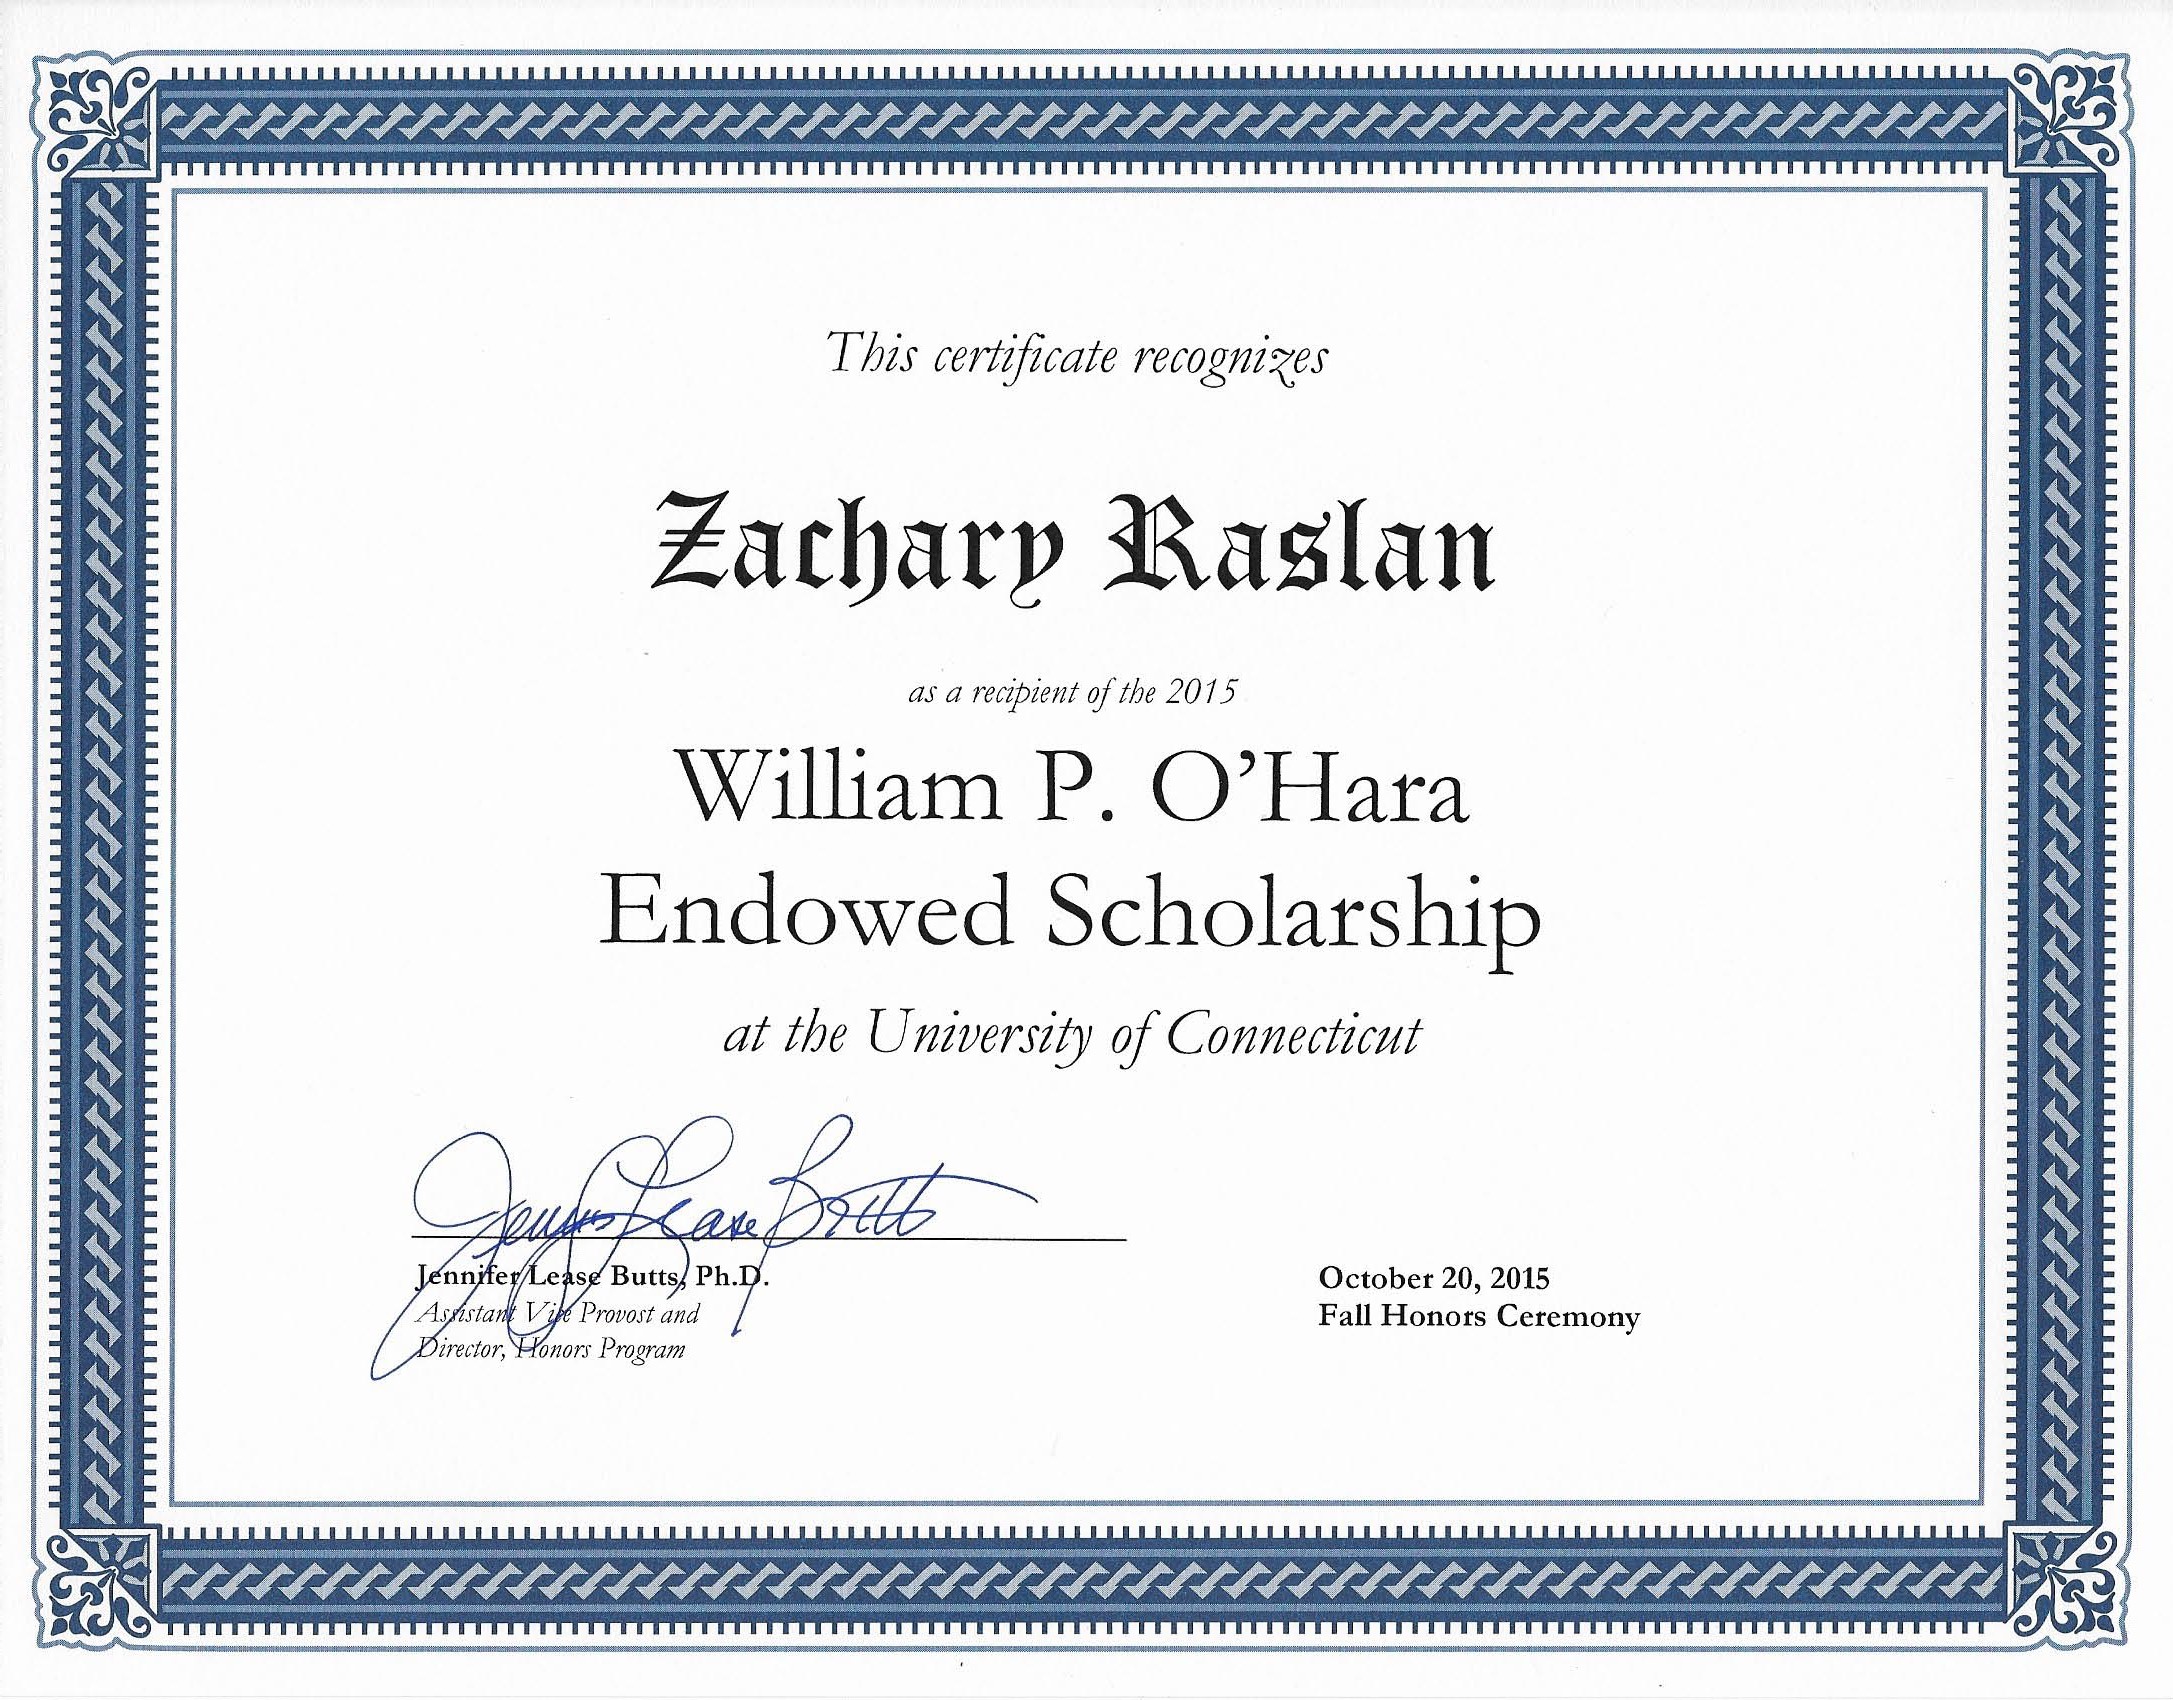 This certificate recognizes
Zachary Raslan
as a recipient of the 2015
William P. O'Hara
Endowed Scholarship
at the University of Connecticut
Jennifer Lease Butts
Jennifer Lease Butts, Ph.D.
Assistant Vice Provost and
Director, Honors Program
October 20, 2015
Fall Honors Ceremony